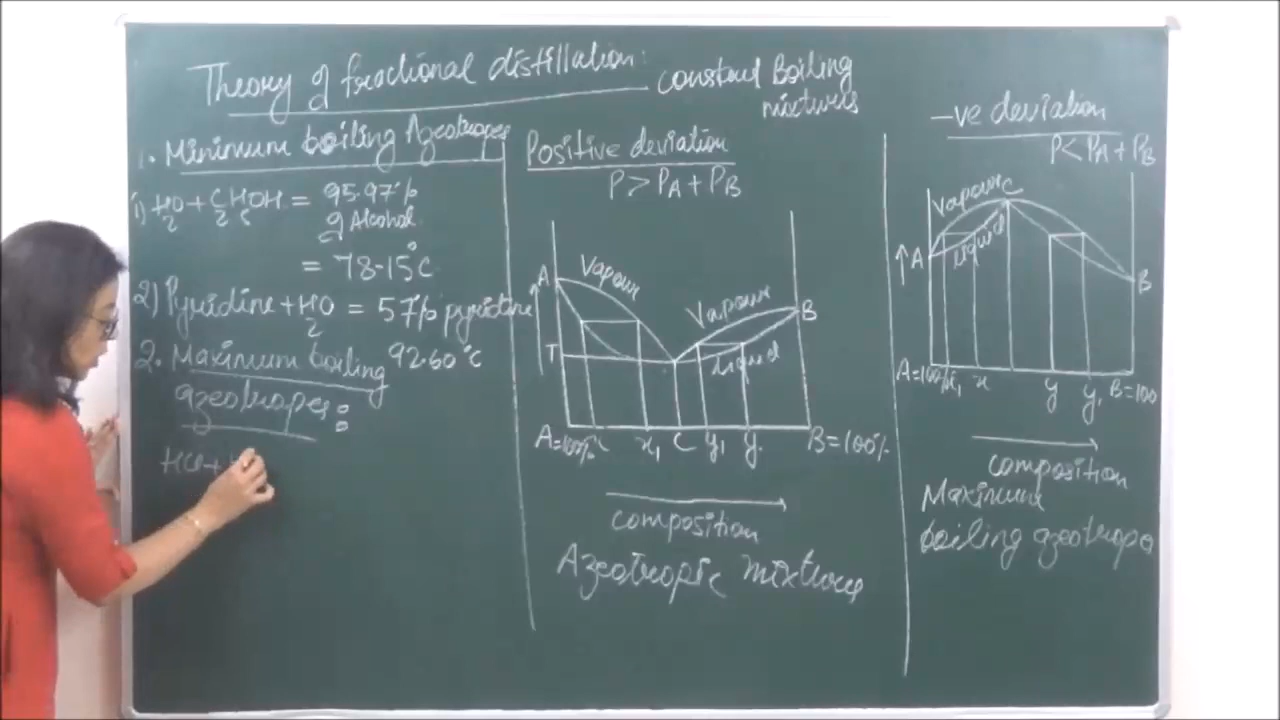 Theory of fractional distillation:
constant Boiling
mixtures
1. Minimum boiling Azeotropes
1) H2O + C2H5OH = 95.97%
of Alcohol
= 78.15°C
2) Pyridine + H2O = 57% pyridine
92.60°C
2. Maximum boiling
azeotropes:
HCl +
Positive deviation
P > PA + PB
A
Vapour
Vapour
B
T
Liquid
A=100% x x1 C y1 y. B=100%
composition
Azeotropic mixture
-ve deviation
P < PA + PB
Vapour C
Liquid
A
B
A=100% x1 x y y1 B=100
composition
Maximum
boiling azeotrope